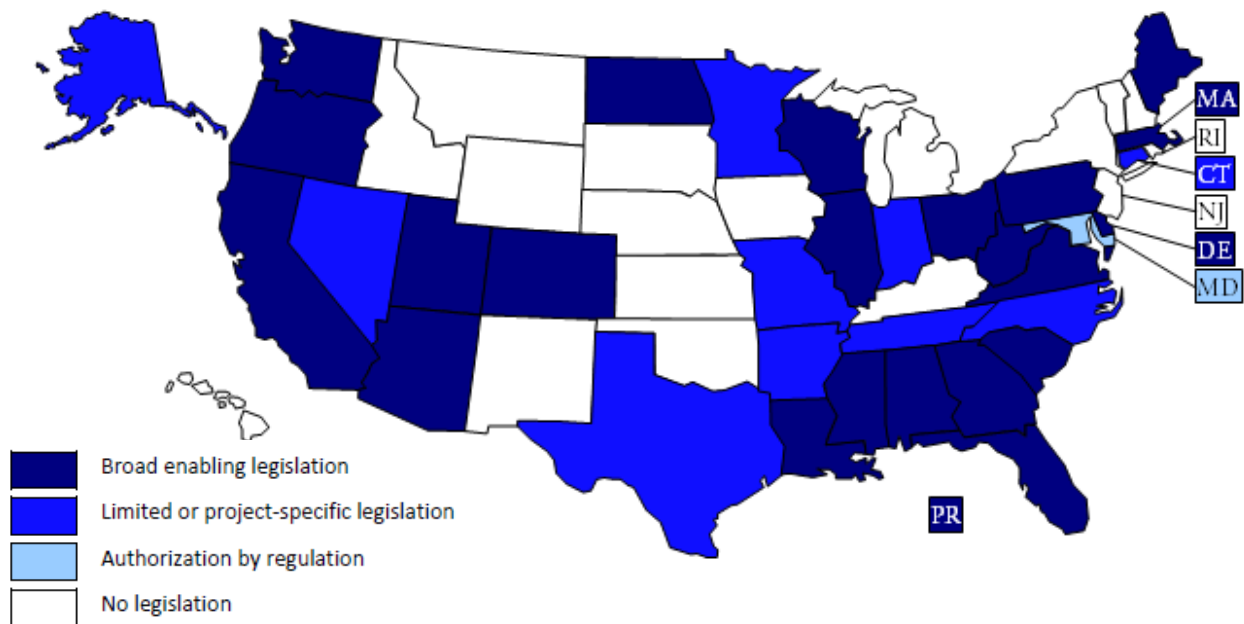 MA
RI
CT
NJ
DE
MD
PR
Broad enabling legislation
Limited or project-specific legislation
Authorization by regulation
No legislation